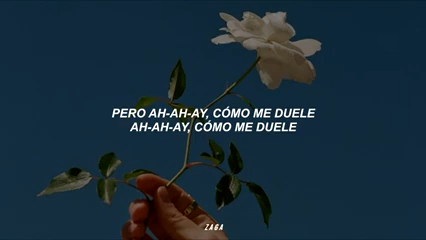 PERO AH-AH-AY, CÓMO ME DUELE
AH-AH-AY, CÓMO ME DUELE
ZAGA